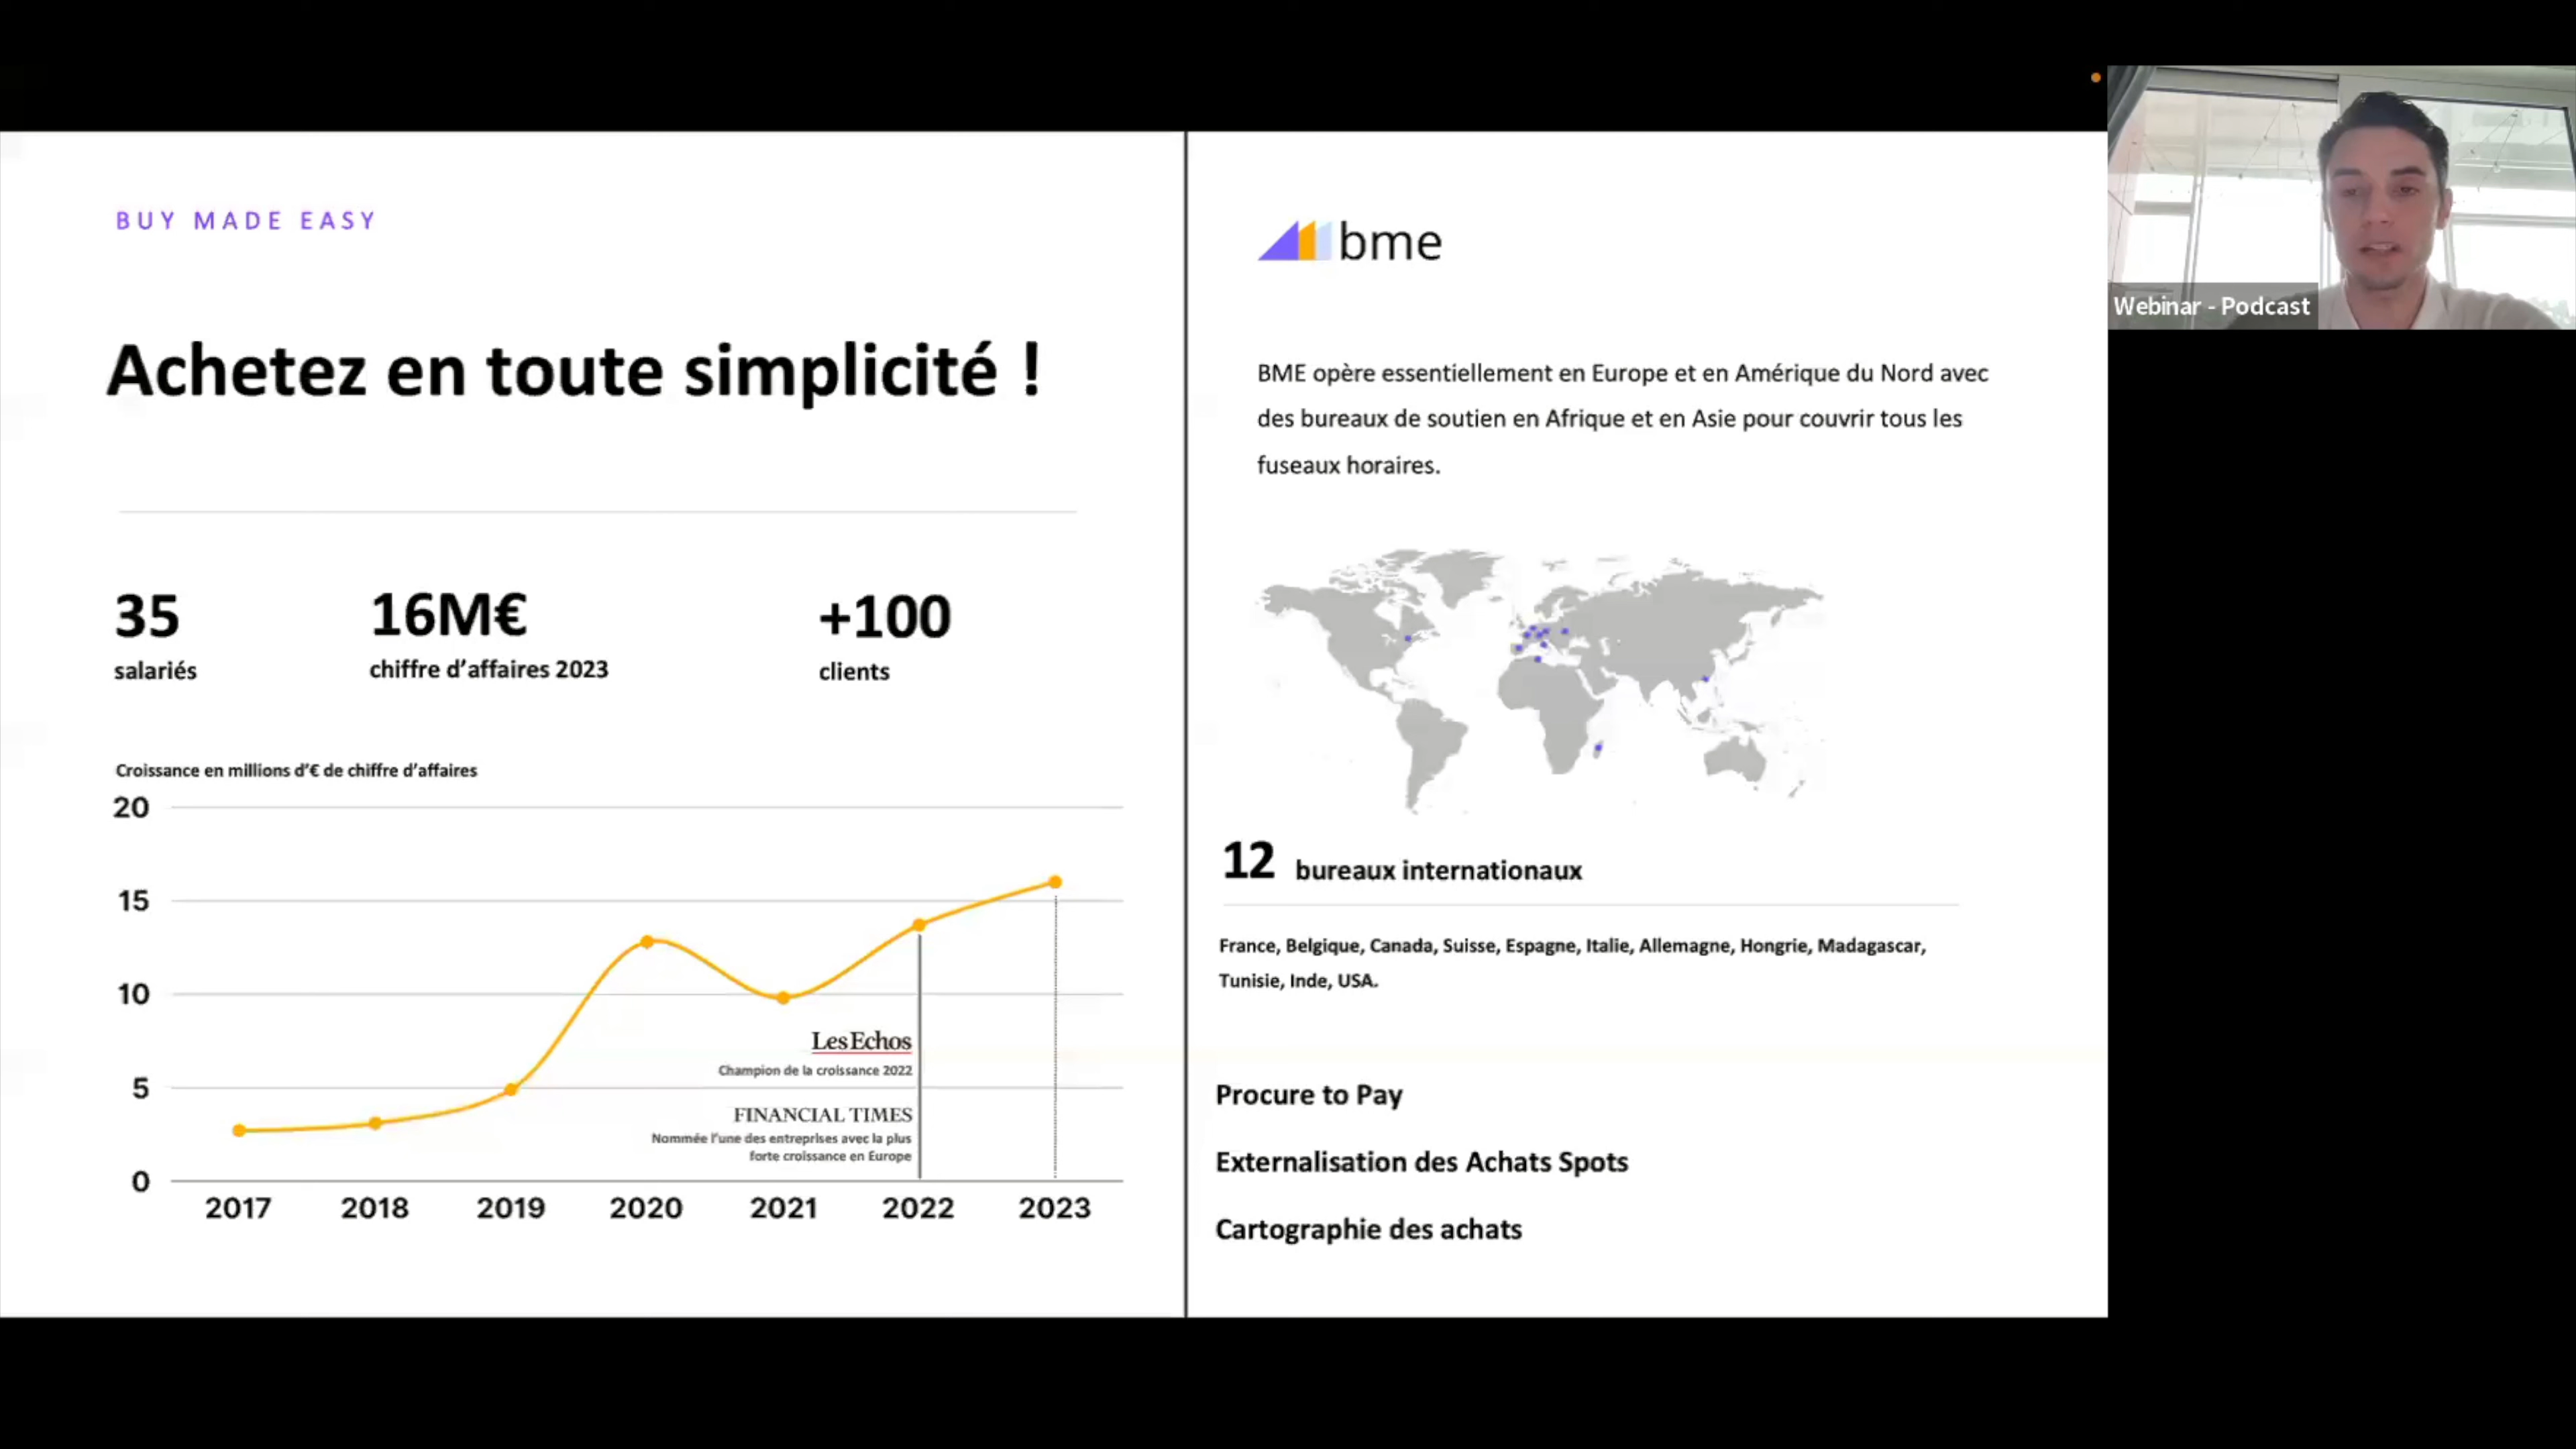 BUY MADE EASY
Achetez en toute simplicité !
35
salariés
16M€
chiffre d'affaires 2023
+100
clients
Croissance en millions d'€ de chiffre d'affaires
20
15
10
5
0
Les Echos
Champion de la croissance 2022
FINANCIAL TIMES
Nommée l'une des entreprises avec la plus
forte croissance en Europe
2017 2018 2019 2020 2021 2022 2023
bme
BME opère essentiellement en Europe et en Amérique du Nord avec
des bureaux de soutien en Afrique et en Asie pour couvrir tous les
fuseaux horaires.
12 bureaux internationaux
France, Belgique, Canada, Suisse, Espagne, Italie, Allemagne, Hongrie, Madagascar,
Tunisie, Inde, USA.
Procure to Pay
Externalisation des Achats Spots
Cartographie des achats
Webinar - Podcast